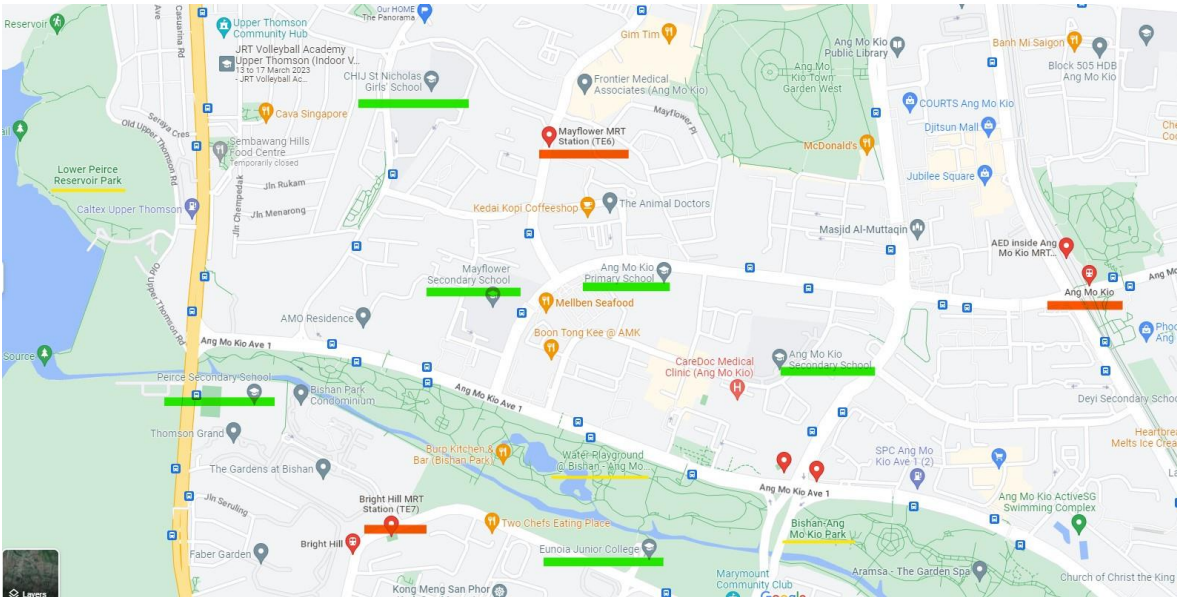 Reservoir
Casuarina Rd
Ave
Upper Thomson
Community Hub
Our HOME
The Panorama
Gim Tim
Ang Mo Kio
Public Library
Banh Mi Saigon
Block 505 HDB
Ang Mo Kio
JRT Volleyball Academy
Upper Thomson (Indoor V...
13 to 17 March 2023
- JRT Volleyball Ac...
CHIJ St Nicholas
Girls' School
Frontier Medical
Associates (Ang Mo Kio)
Ang Mo
Kio Town
Garden West
COURTS Ang Mo Kio
Djitsun Mall
Cava Singapore
Mayflower Pl
Mayflower MRT
Station (TE6)
McDonald's
Seraya Cres
Old Upper Thomson Rd
Sembawang Hills
Food Centre
Temporarily closed
Lower Peirce
Reservoir Park
Jubilee Square
Jln Rukam
Jln Chempedak
Jln Menarong
Caltex Upper Thomson
Kedai Kopi Coffeeshop
The Animal Doctors
Masjid Al-Muttaqin
AED inside Ang
Mo Kio MRT...
Mayflower
Secondary School
Ang Mo Kio
Primary School
Ang Mo Kio
Old Upper Thomson Rd
Mellben Seafood
AMO Residence
Boon Tong Kee @ AMK
Ang Mo Kio Ave 1
Source
CareDoc Medical
Clinic (Ang Mo Kio)
Ang Mo Kio
Secondary School
Peirce Secondary School
Bishan Park
Condominium
Ang Mo Kio Ave 1
Thomson Grand
The Gardens at Bishan
Burn Kitchen &
Bar (Bishan Park)
Water Playground
@ Bishan - Ang Mo...
SPC Ang Mo
Kio Ave 1 (2)
Ang Mo Kio Ave 1
Jln Seruling
Bright Hill MRT
Station (TE7)
Bright Hill
Two Chefs Eating Place
Bishan-Ang
Mo Kio Park
Ang Mo Kio ActiveSG
Swimming Complex
Faber Garden
Eunoia Junior College
Kong Meng San Phor
Marymount
Community Club
Aramsa - The Garden Spa
Church of Christ the King
Layers
Google